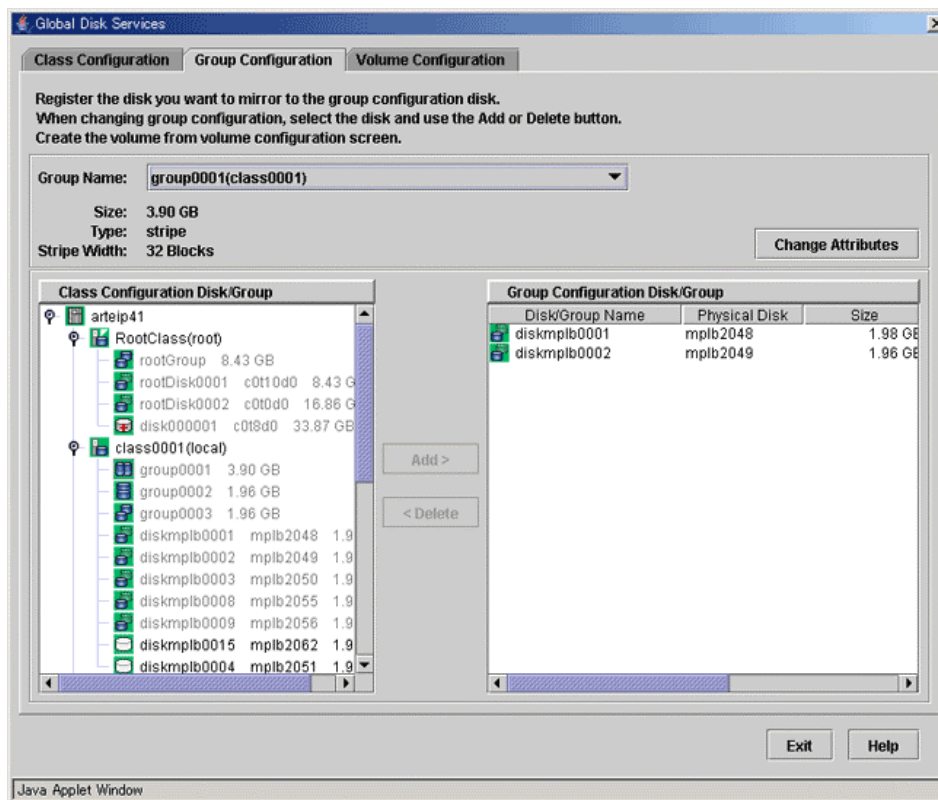 Global Disk Services
Class Configuration Group Configuration Volume Configuration
Register the disk you want to mirror to the group configuration disk.
When changing group configuration, select the disk and use the Add or Delete button.
Create the volume from volume configuration screen.
Group Name: group0001(class0001)
Size: 3.90 GB
Type: stripe
Stripe Width: 32 Blocks
Change Attributes
Class Configuration Disk/Group
arteip41
RootClass(root)
rootGroup 8.43 GB
rootDisk0001 c0t10d0 8.43 G
rootDisk0002 c0t0d0 16.86 G
disk000001 c0t8d0 33.87 GB
class0001(local)
group0001 3.90 GB
group0002 1.96 GB
group0003 1.96 GB
diskmplb0001 mplb2048 1.9
diskmplb0002 mplb2049 1.9
diskmplb0003 mplb2050 1.9
diskmplb0008 mplb2055 1.9
diskmplb0009 mplb2056 1.9
diskmplb0015 mplb2062 1.9
diskmplb0004 mplb2051 1.9
Add >
< Delete
Group Configuration Disk/Group
Disk/Group Name Physical Disk Size
diskmplb0001 mplb2048 1.98 GB
diskmplb0002 mplb2049 1.96 GB
Exit Help
Java Applet Window